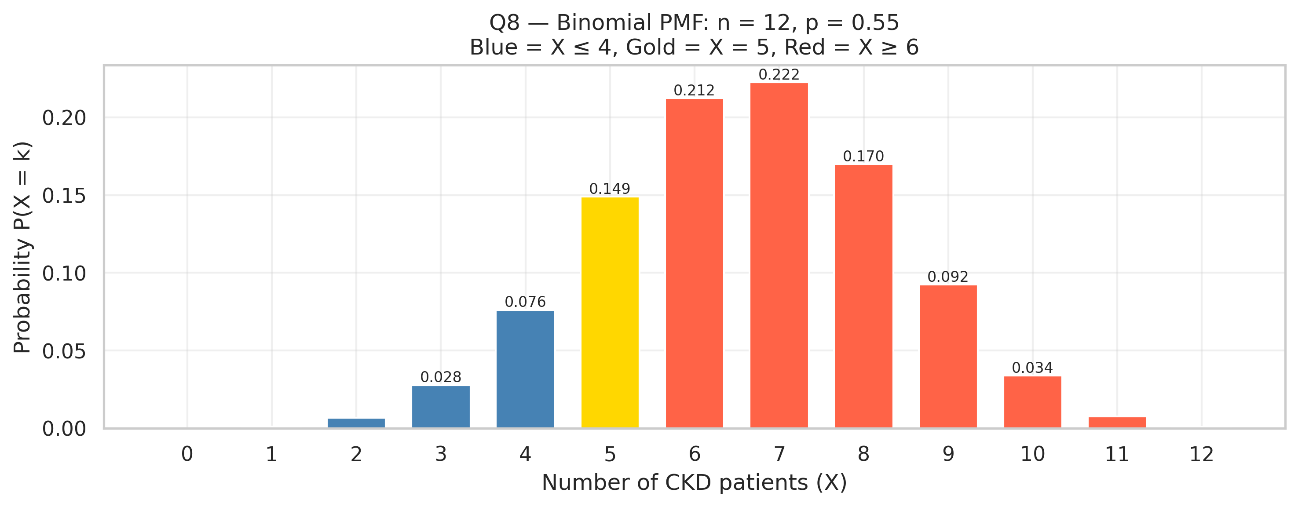 Q8 — Binomial PMF: n = 12, p = 0.55
Blue = X ≤ 4, Gold = X = 5, Red = X ≥ 6
Probability P(X = k)
0.20
0.15
0.10
0.05
0.00
0.028
0.076
0.149
0.212
0.222
0.170
0.092
0.034
0 1 2 3 4 5 6 7 8 9 10 11 12
Number of CKD patients (X)